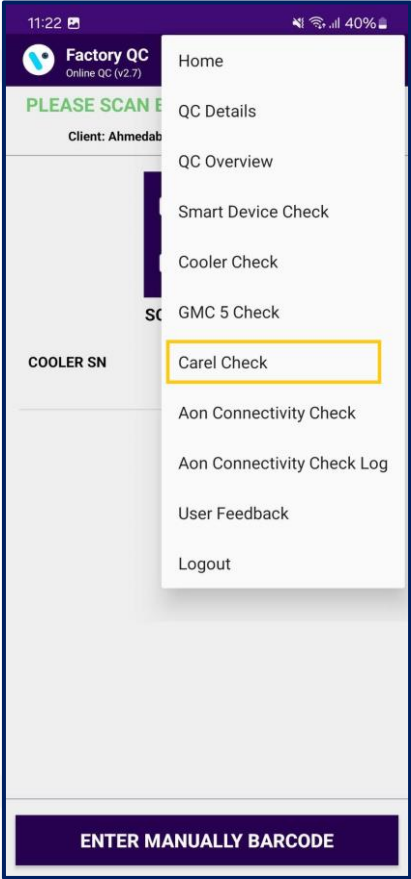 11:22 40%
Factory QC
Online QC (v2.7)
PLEASE SCAN
Client: Ahmedab
COOLER SN
Home
QC Details
QC Overview
Smart Device Check
Cooler Check
GMC 5 Check
Carel Check
Aon Connectivity Check
Aon Connectivity Check Log
User Feedback
Logout
ENTER MANUALLY BARCODE